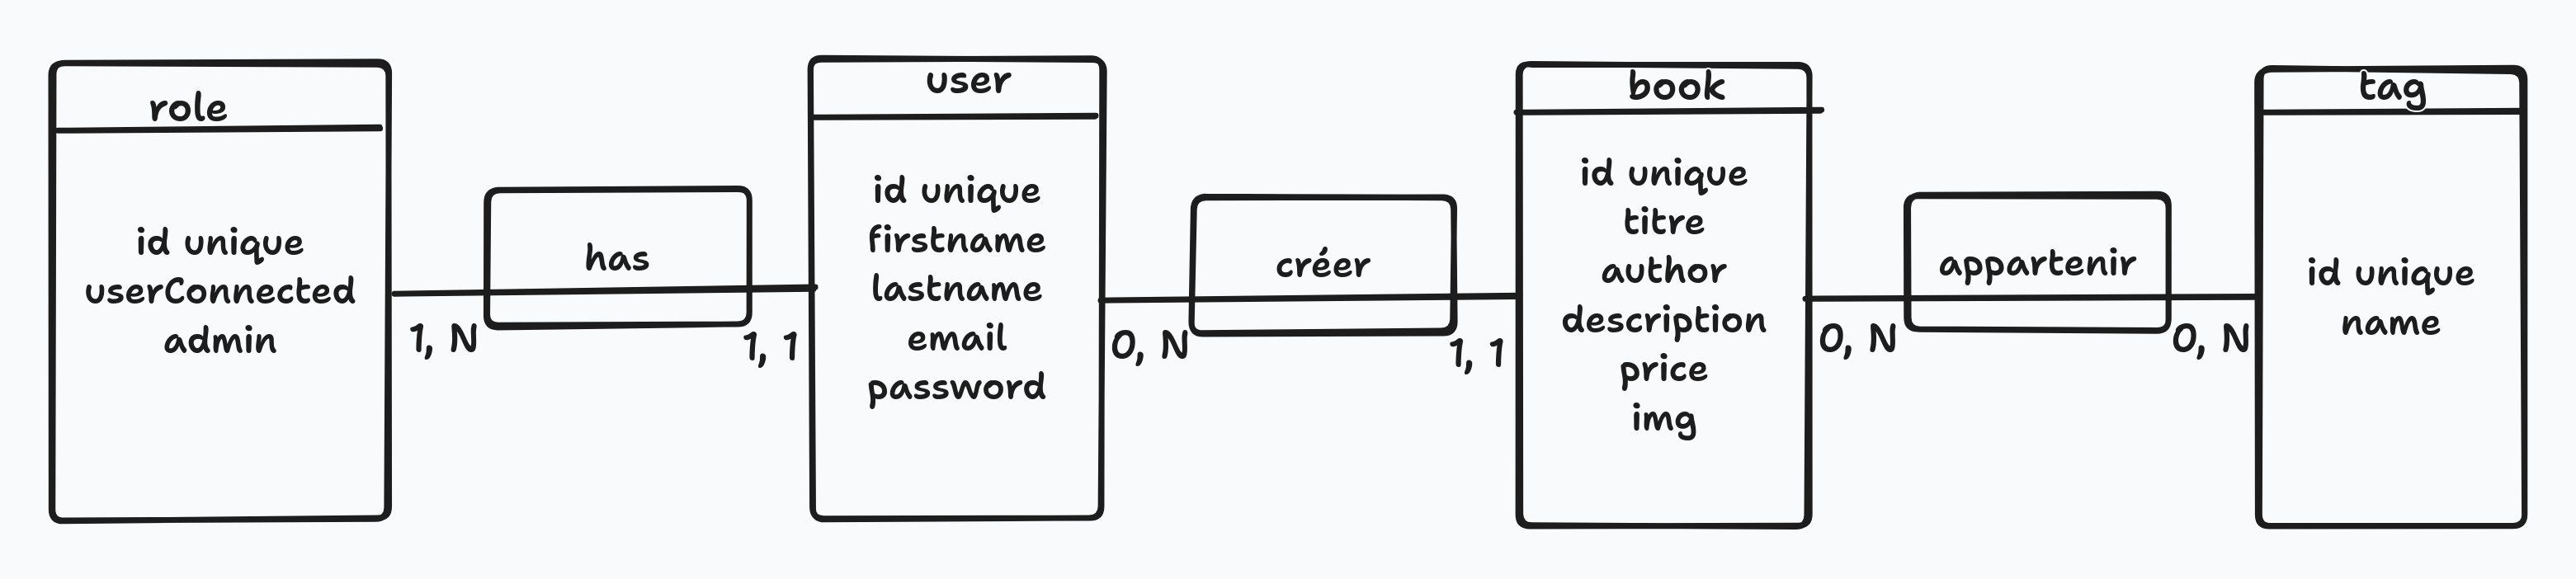 role
id unique
userConnected
admin
1, N
has
1, 1
user
id unique
firstname
lastname
email
password
0, N
créer
1, 1
book
id unique
titre
author
description
price
img
0, N
appartenir
0, N
tag
id unique
name